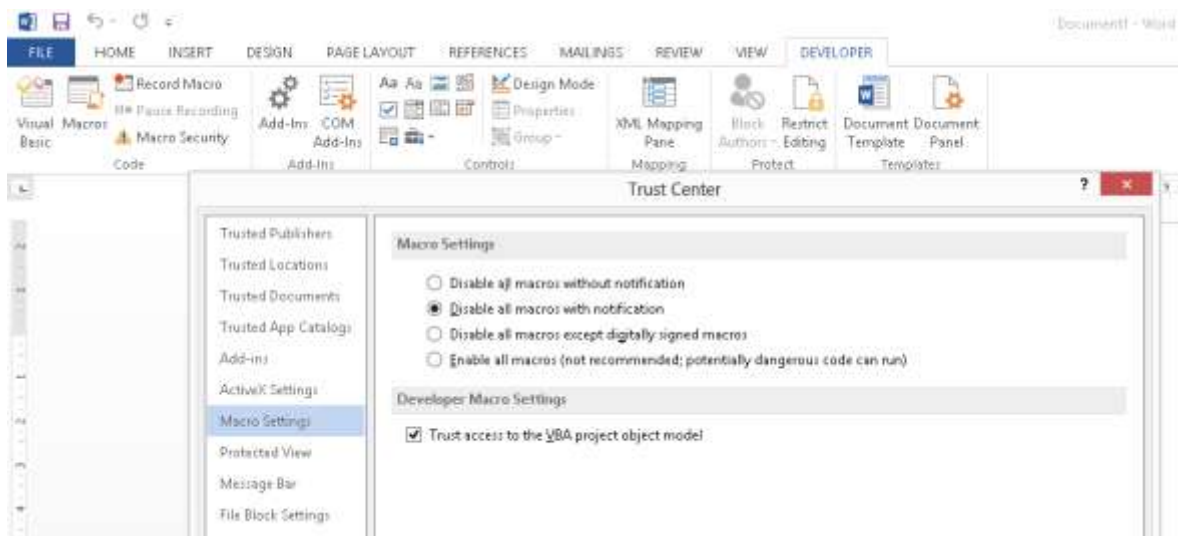 Document1 - Word
FILE HOME INSERT DESIGN PAGE LAYOUT REFERENCES MAILINGS REVIEW VIEW DEVELOPER
Visual Basic
Macros
Record Macro
Pause Recording
Macro Security
Code
Add-Ins
COM Add-Ins
Add-Ins
Aa Aa
Design Mode
Properties
Group
Controls
XML Mapping Pane
Mapping
Block Authors
Restrict Editing
Protect
Document Template
Document Panel
Templates
Trust Center
?
Trusted Publishers
Trusted Locations
Trusted Documents
Trusted App Catalogs
Add-ins
ActiveX Settings
Macro Settings
Protected View
Message Bar
File Block Settings
Macro Settings
Disable all macros without notification
Disable all macros with notification
Disable all macros except digitally signed macros
Enable all macros (not recommended; potentially dangerous code can run)
Developer Macro Settings
Trust access to the VBA project object model